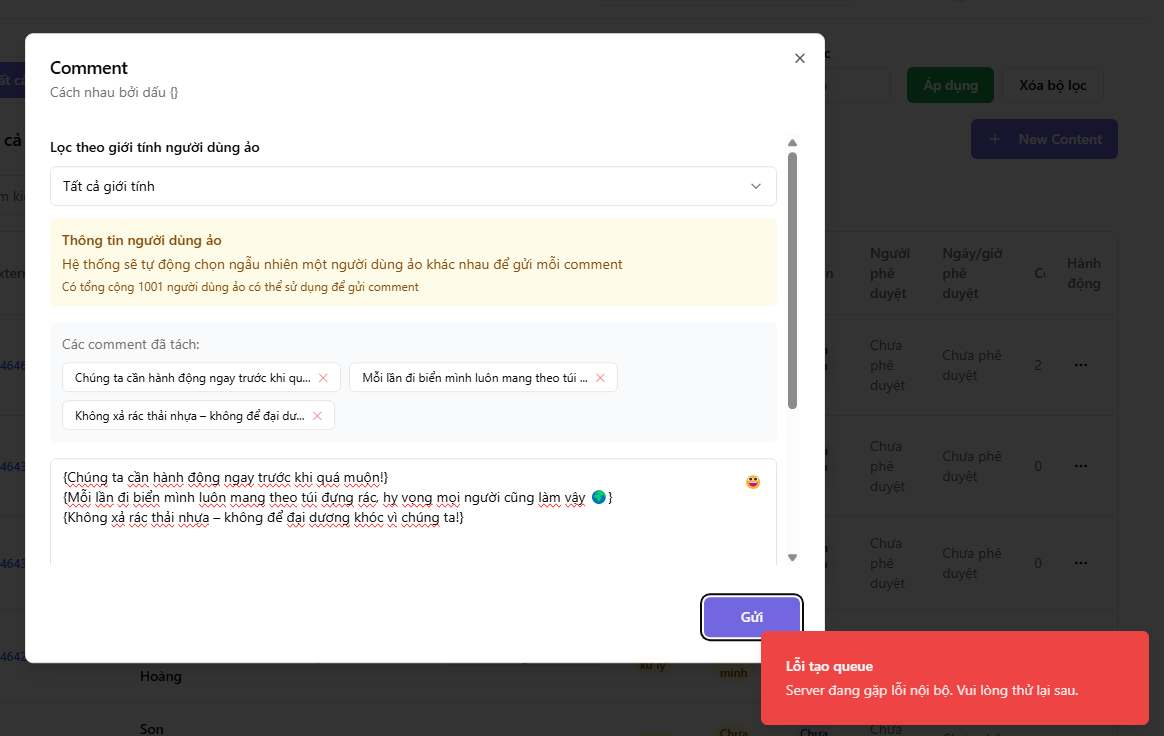 Comment
Cách nhau bởi dấu {}
Lọc theo giới tính người dùng ảo
Tất cả giới tính
Thông tin người dùng ảo
Hệ thống sẽ tự động chọn ngẫu nhiên một người dùng ảo khác nhau để gửi mỗi comment
Có tổng cộng 1001 người dùng ảo có thể sử dụng để gửi comment
Các comment đã tách:
Chúng ta cần hành động ngay trước khi qu...
Mỗi lần đi biển mình luôn mang theo túi ...
Không xả rác thải nhựa – không để đại dư...
{Chúng ta cần hành động ngay trước khi quá muộn!}
{Mỗi lần đi biển mình luôn mang theo túi đựng rác, hy vọng mọi người cũng làm vậy 🌍}
{Không xả rác thải nhựa – không để đại dương khóc vì chúng ta!}
Gửi
Lỗi tạo queue
Server đang gặp lỗi nội bộ. Vui lòng thử lại sau.
Áp dụng
Xóa bộ lọc
+ New Content
cả
Người phê duyệt
Ngày/giờ phê duyệt
Hành động
Chưa phê duyệt
Chưa phê duyệt
2
Chưa phê duyệt
Chưa phê duyệt
0
Chưa phê duyệt
Chưa phê duyệt
0
Hoàng
xử lý
minh
Son
Chưa
Chưa
Chưa